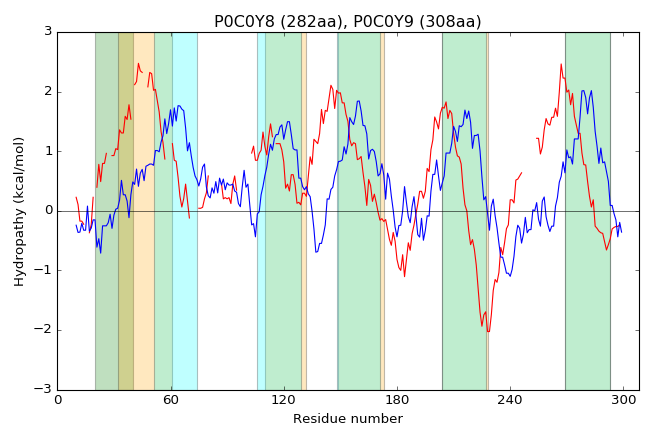 P0C0Y8 (282aa), P0C0Y9 (308aa)
Hydropathy (kcal/mol)
3
2
1
0
−1
−2
−3
0 60 120 180 240 300
Residue number